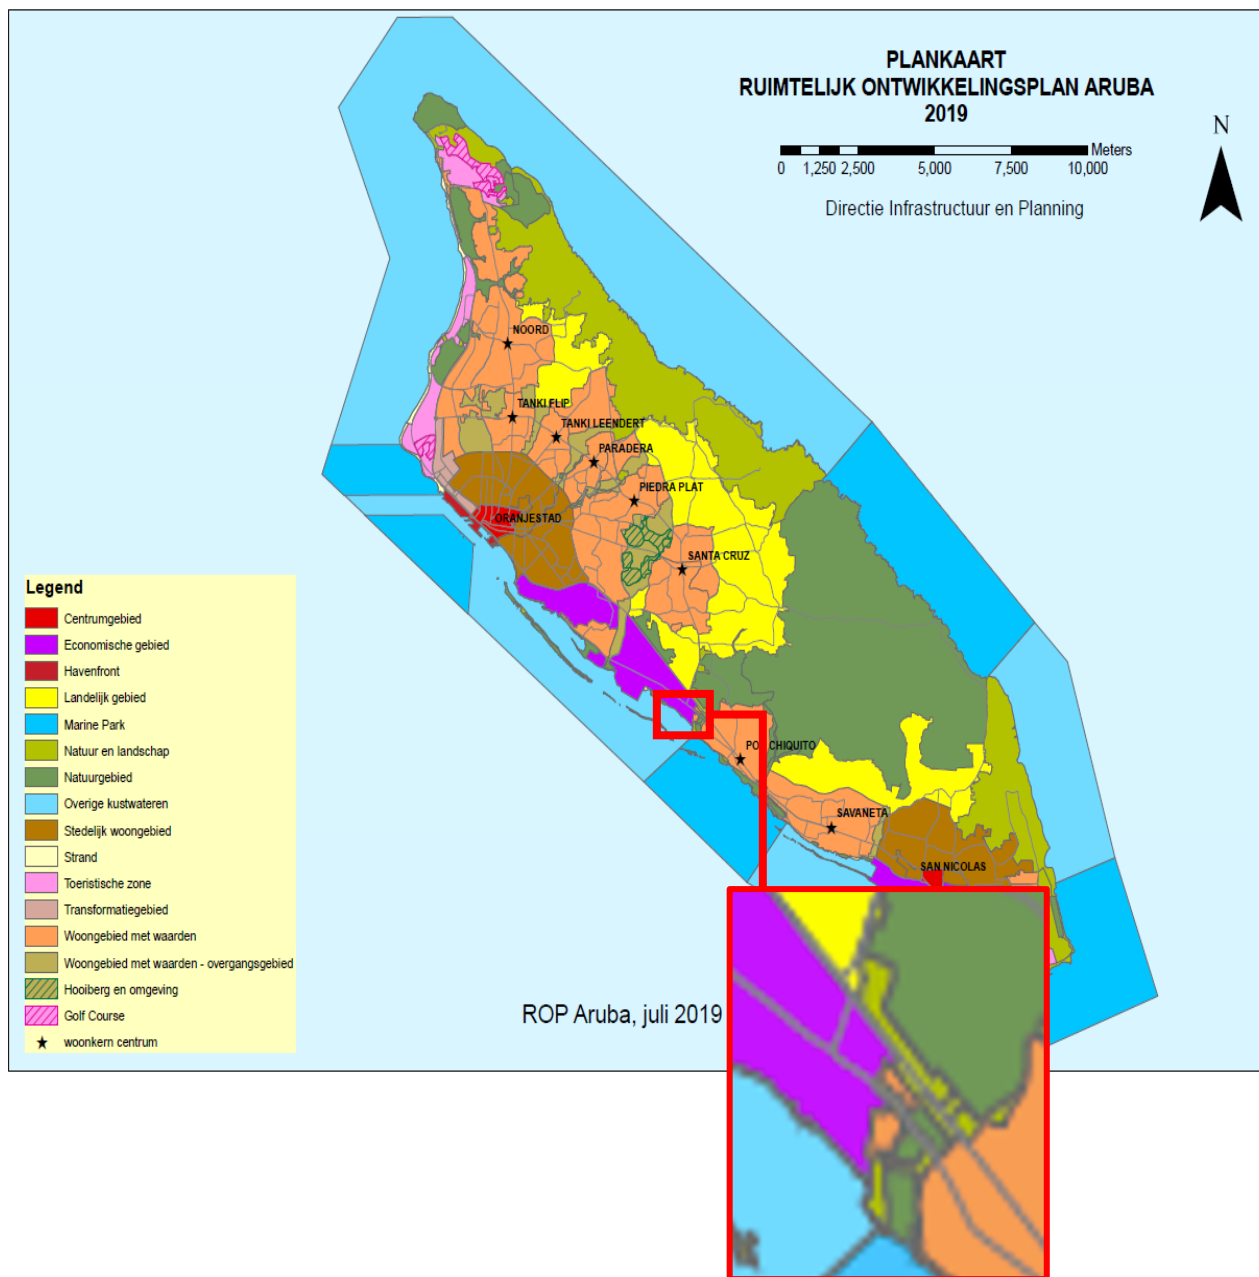 PLANKAART
RUIMTELIJK ONTWIKKELINGSPLAN ARUBA
2019
N
Meters
0 1,250 2,500 5,000 7,500 10,000
Directie Infrastructuur en Planning
NOORD
TANKI FLIP
TANKI LEENDERT
PARADERA
PIEDRA PLAT
ORANJESTAD
SANTA CRUZ
POS CHIQUITO
SAVANETA
SAN NICOLAS
Legend
Centrumgebied
Economische gebied
Havenfront
Landelijk gebied
Marine Park
Natuur en landschap
Natuurgebied
Overige kustwateren
Stedelijk woongebied
Strand
Toeristische zone
Transformatiegebied
Woongebied met waarden
Woongebied met waarden - overgangsgebied
Hooiberg en omgeving
Golf Course
woonkern centrum
ROP Aruba, juli 2019